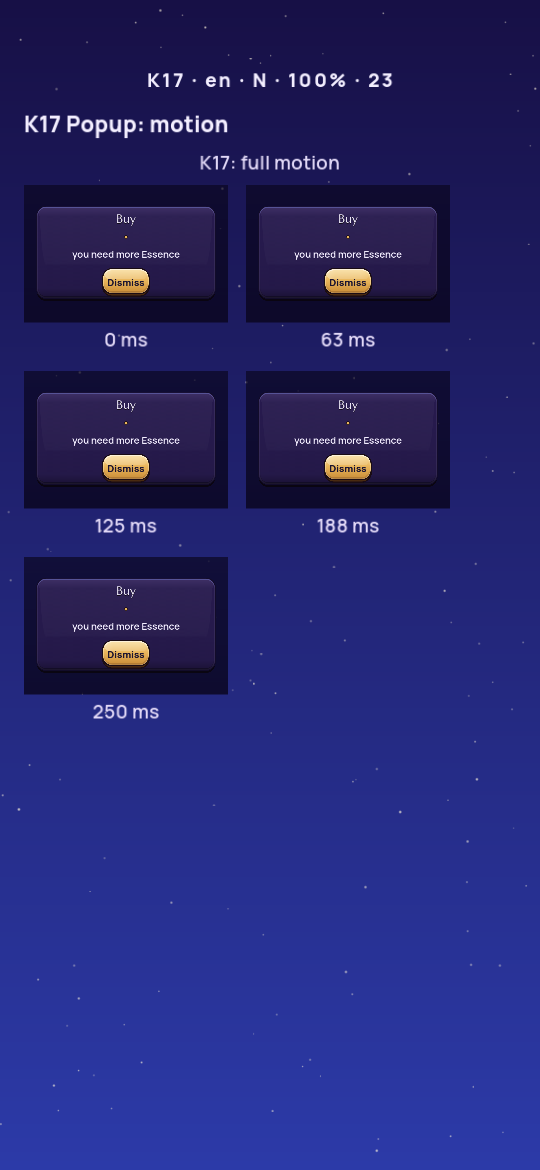 K17 · en · N · 100% · 23
K17 Popup: motion
K17: full motion
Buy
you need more Essence
Dismiss
0 ms
Buy
you need more Essence
Dismiss
63 ms
Buy
you need more Essence
Dismiss
125 ms
Buy
you need more Essence
Dismiss
188 ms
Buy
you need more Essence
Dismiss
250 ms